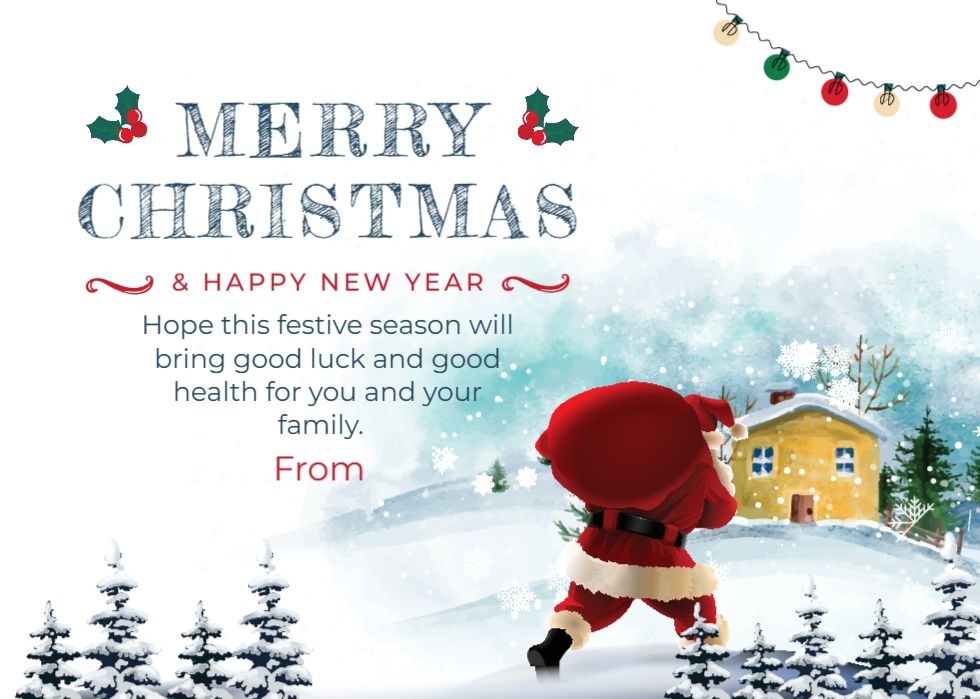 MERRY
CHRISTMAS
& HAPPY NEW YEAR
Hope this festive season will
bring good luck and good
health for you and your
family.
From